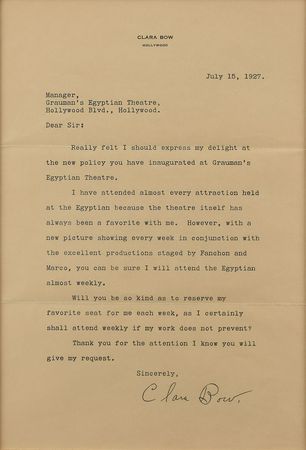 CLARA BOW
HOLLYWOOD
July 15, 1927.
Manager,
Grauman's Egyptian Theatre,
Hollywood Blvd., Hollywood.
Dear Sir:
Really felt I should express my delight at
the new policy you have inaugurated at Grauman's
Egyptian Theatre.
I have attended almost every attraction held
at the Egyptian because the theatre itself has
always been a favorite with me. However, with a
new picture showing every week in conjunction with
the excellent productions staged by Fanchon and
Marco, you can be sure I will attend the Egyptian
almost weekly.
Will you be so kind as to reserve my
favorite seat for me each week, as I certainly
shall attend weekly if my work does not prevent?
Thank you for the attention I know you will
give my request.
Sincerely,
Clara Bow.